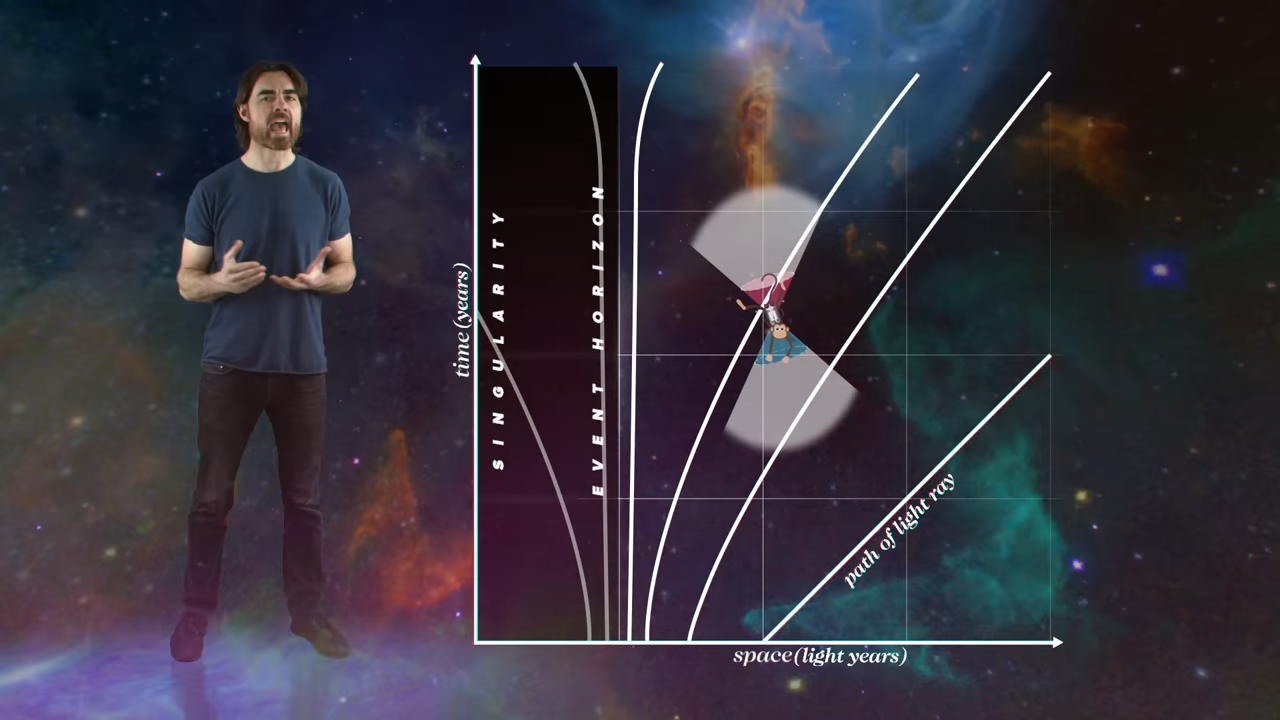 time (years)
SINGULARITY
EVENT HORIZON
path of light ray
space (light years)